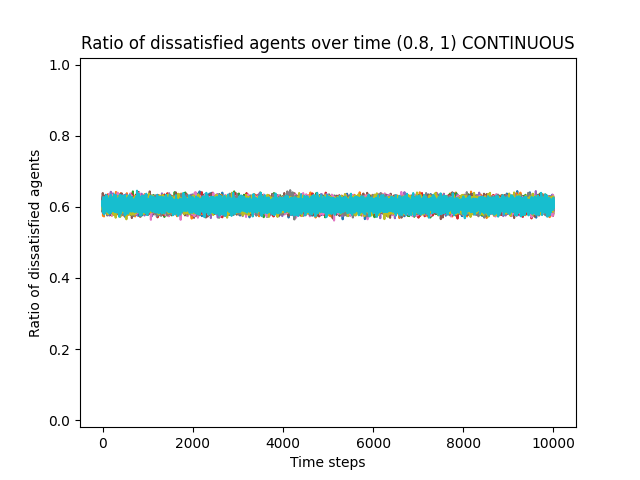 Ratio of dissatisfied agents over time (0.8, 1) CONTINUOUS
Ratio of dissatisfied agents
1.0
0.8
0.6
0.4
0.2
0.0
0 2000 4000 6000 8000 10000
Time steps